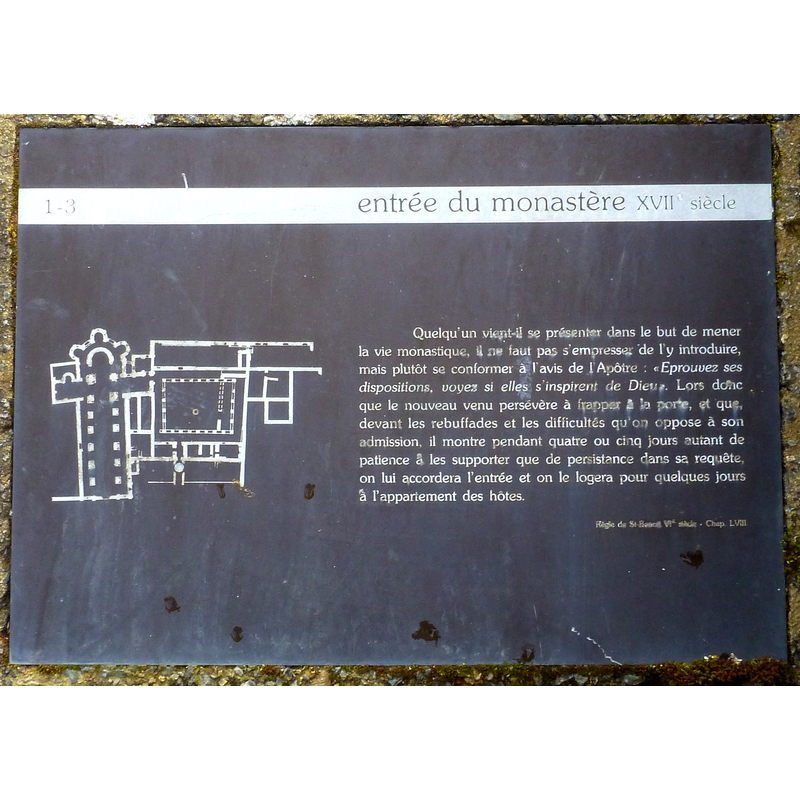 1-3
entrée du monastère XVIIe siècle
Quelqu'un vient-il se présenter dans le but de mener
la vie monastique, il ne faut pas s'empresser de l'y introduire,
mais plutôt se conformer à l'avis de l'Apôtre : «Eprouvez ses
dispositions, voyez si elles s'inspirent de Dieu». Lors donc
que le nouveau venu persévère à frapper à la porte, et que,
devant les rebuffades et les difficultés qu'on oppose à son
admission, il montre pendant quatre ou cinq jours autant de
patience à les supporter que de persistance dans sa requête,
on lui accordera l'entrée et on le logera pour quelques jours
à l'appartement des hôtes.
Règle de St-Benoit VIe siècle - Chap. LVIII